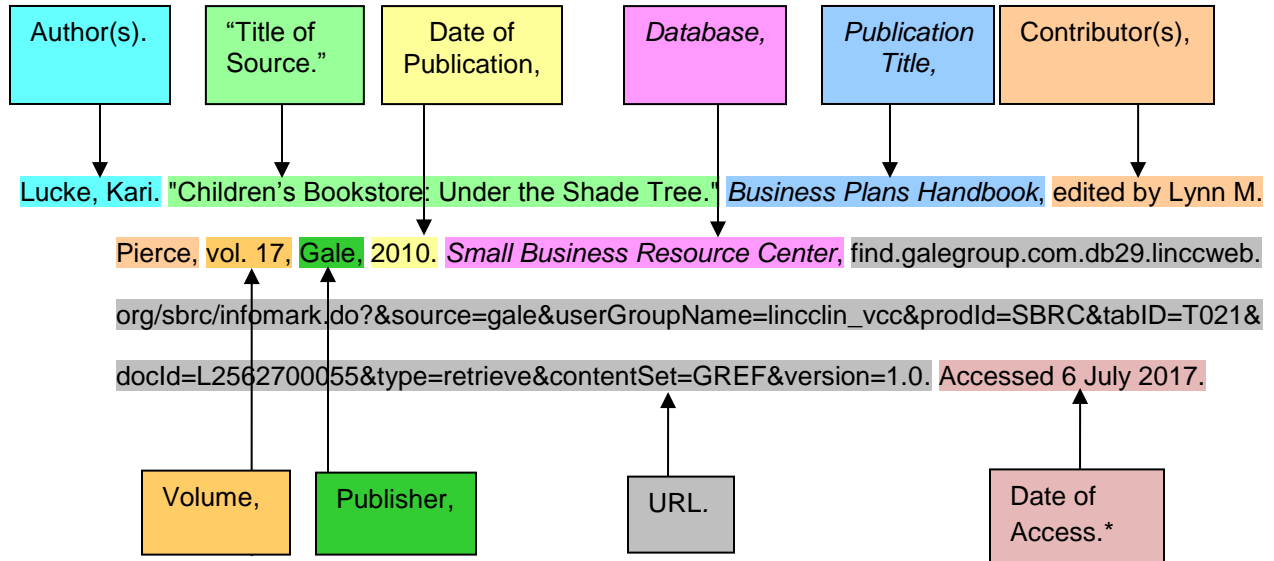 Author(s).
“Title of
Source.”
Date of
Publication,
Database,
Publication
Title,
Contributor(s),
Lucke, Kari. "Children’s Bookstore: Under the Shade Tree." Business Plans Handbook, edited by Lynn M.
Pierce, vol. 17, Gale, 2010. Small Business Resource Center, find.galegroup.com.db29.linccweb.
org/sbrc/infomark.do?&source=gale&userGroupName=lincclin_vcc&prodId=SBRC&tabID=T021&
docId=L2562700055&type=retrieve&contentSet=GREF&version=1.0. Accessed 6 July 2017.
Volume,
Publisher,
URL.
Date of
Access.*